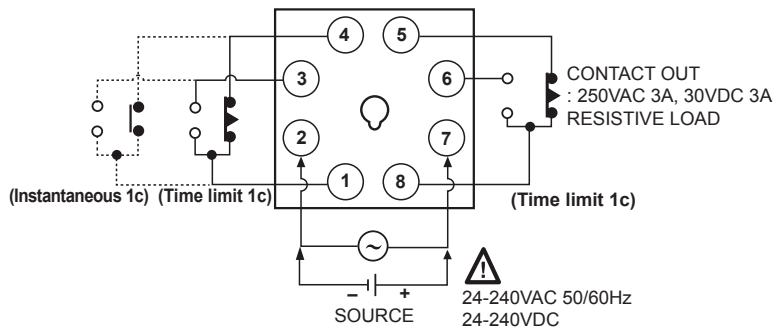 4 5
3 6 CONTACT OUT
: 250VAC 3A, 30VDC 3A
RESISTIVE LOAD
2 7
1 8
(Instantaneous 1c) (Time limit 1c) (Time limit 1c)
~
− +
SOURCE
!
24-240VAC 50/60Hz
24-240VDC